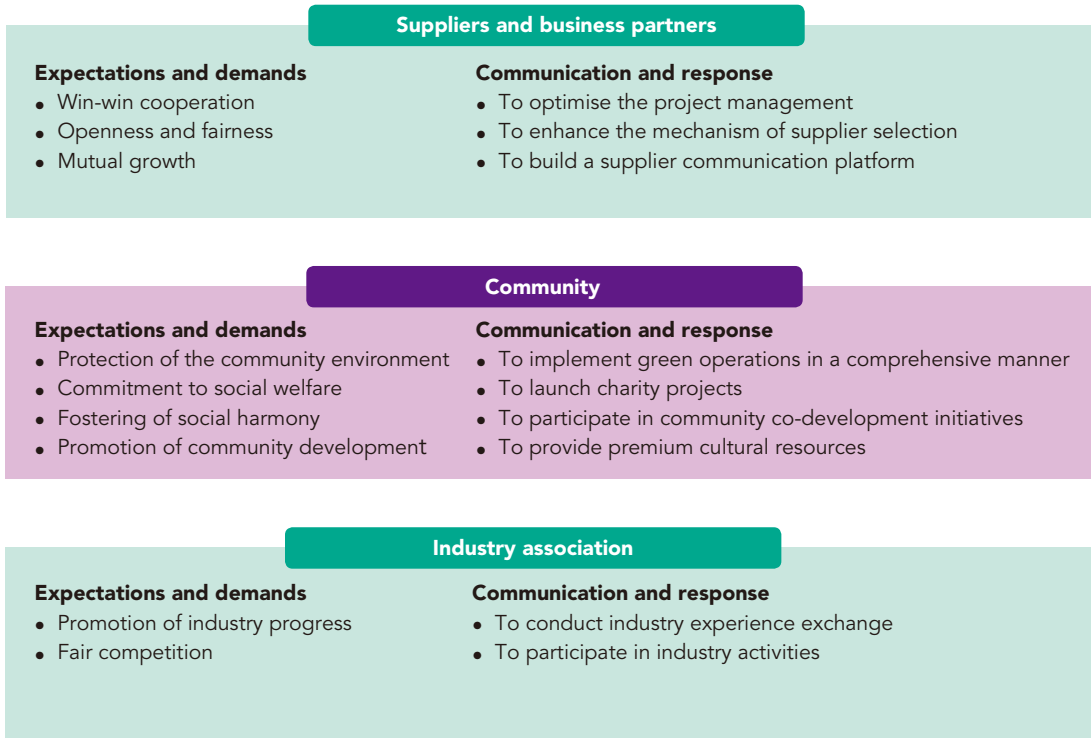 Suppliers and business partners
Expectations and demands
• Win-win cooperation
• Openness and fairness
• Mutual growth
Communication and response
• To optimise the project management
• To enhance the mechanism of supplier selection
• To build a supplier communication platform
Community
Expectations and demands
• Protection of the community environment
• Commitment to social welfare
• Fostering of social harmony
• Promotion of community development
Communication and response
• To implement green operations in a comprehensive manner
• To launch charity projects
• To participate in community co-development initiatives
• To provide premium cultural resources
Industry association
Expectations and demands
• Promotion of industry progress
• Fair competition
Communication and response
• To conduct industry experience exchange
• To participate in industry activities